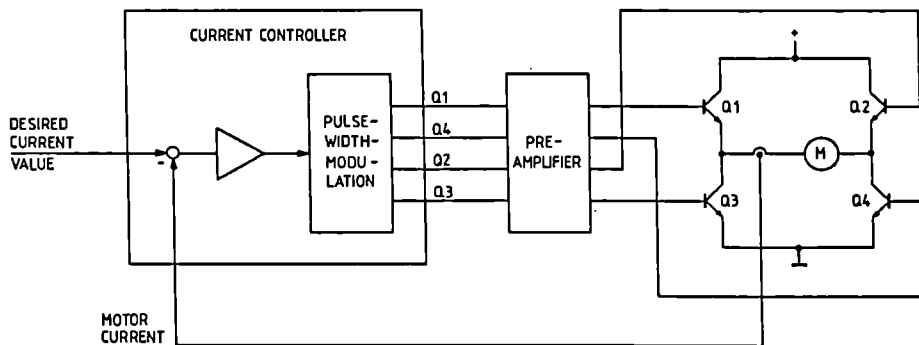 CURRENT CONTROLLER
DESIRED
CURRENT
VALUE
-
PULSE-
WIDTH-
MODU-
LATION
Q1
Q4
Q2
Q3
PRE-
AMPLIFIER
+
Q1
Q2
M
Q3
Q4
MOTOR
CURRENT